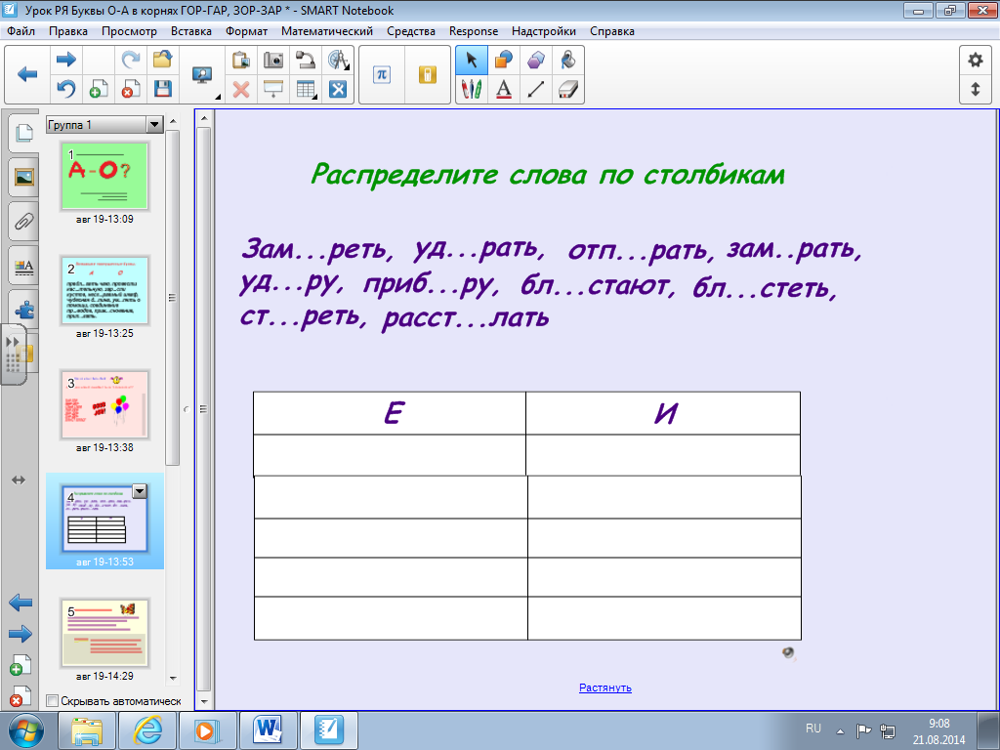 Урок РЯ Буквы О-А в корнях ГОР-ГАР, ЗОР-ЗАР * - SMART Notebook
Файл Правка Просмотр Вставка Формат Математический Средства Response Надстройки Справка
π
A
Группа 1
1
А-О?
авг 19-13:09
2
А О
авг 19-13:25
3
авг 19-13:38
4
авг 19-13:53
5
авг 19-14:29
Скрывать автоматическ
Распределите слова по столбикам
Зам...реть, уд...рать, отп...рать, зам..рать,
уд...ру, приб...ру, бл...стают, бл...стеть,
ст...реть, расст...лать
Е И
Растянуть
RU 9:08
21.08.2014